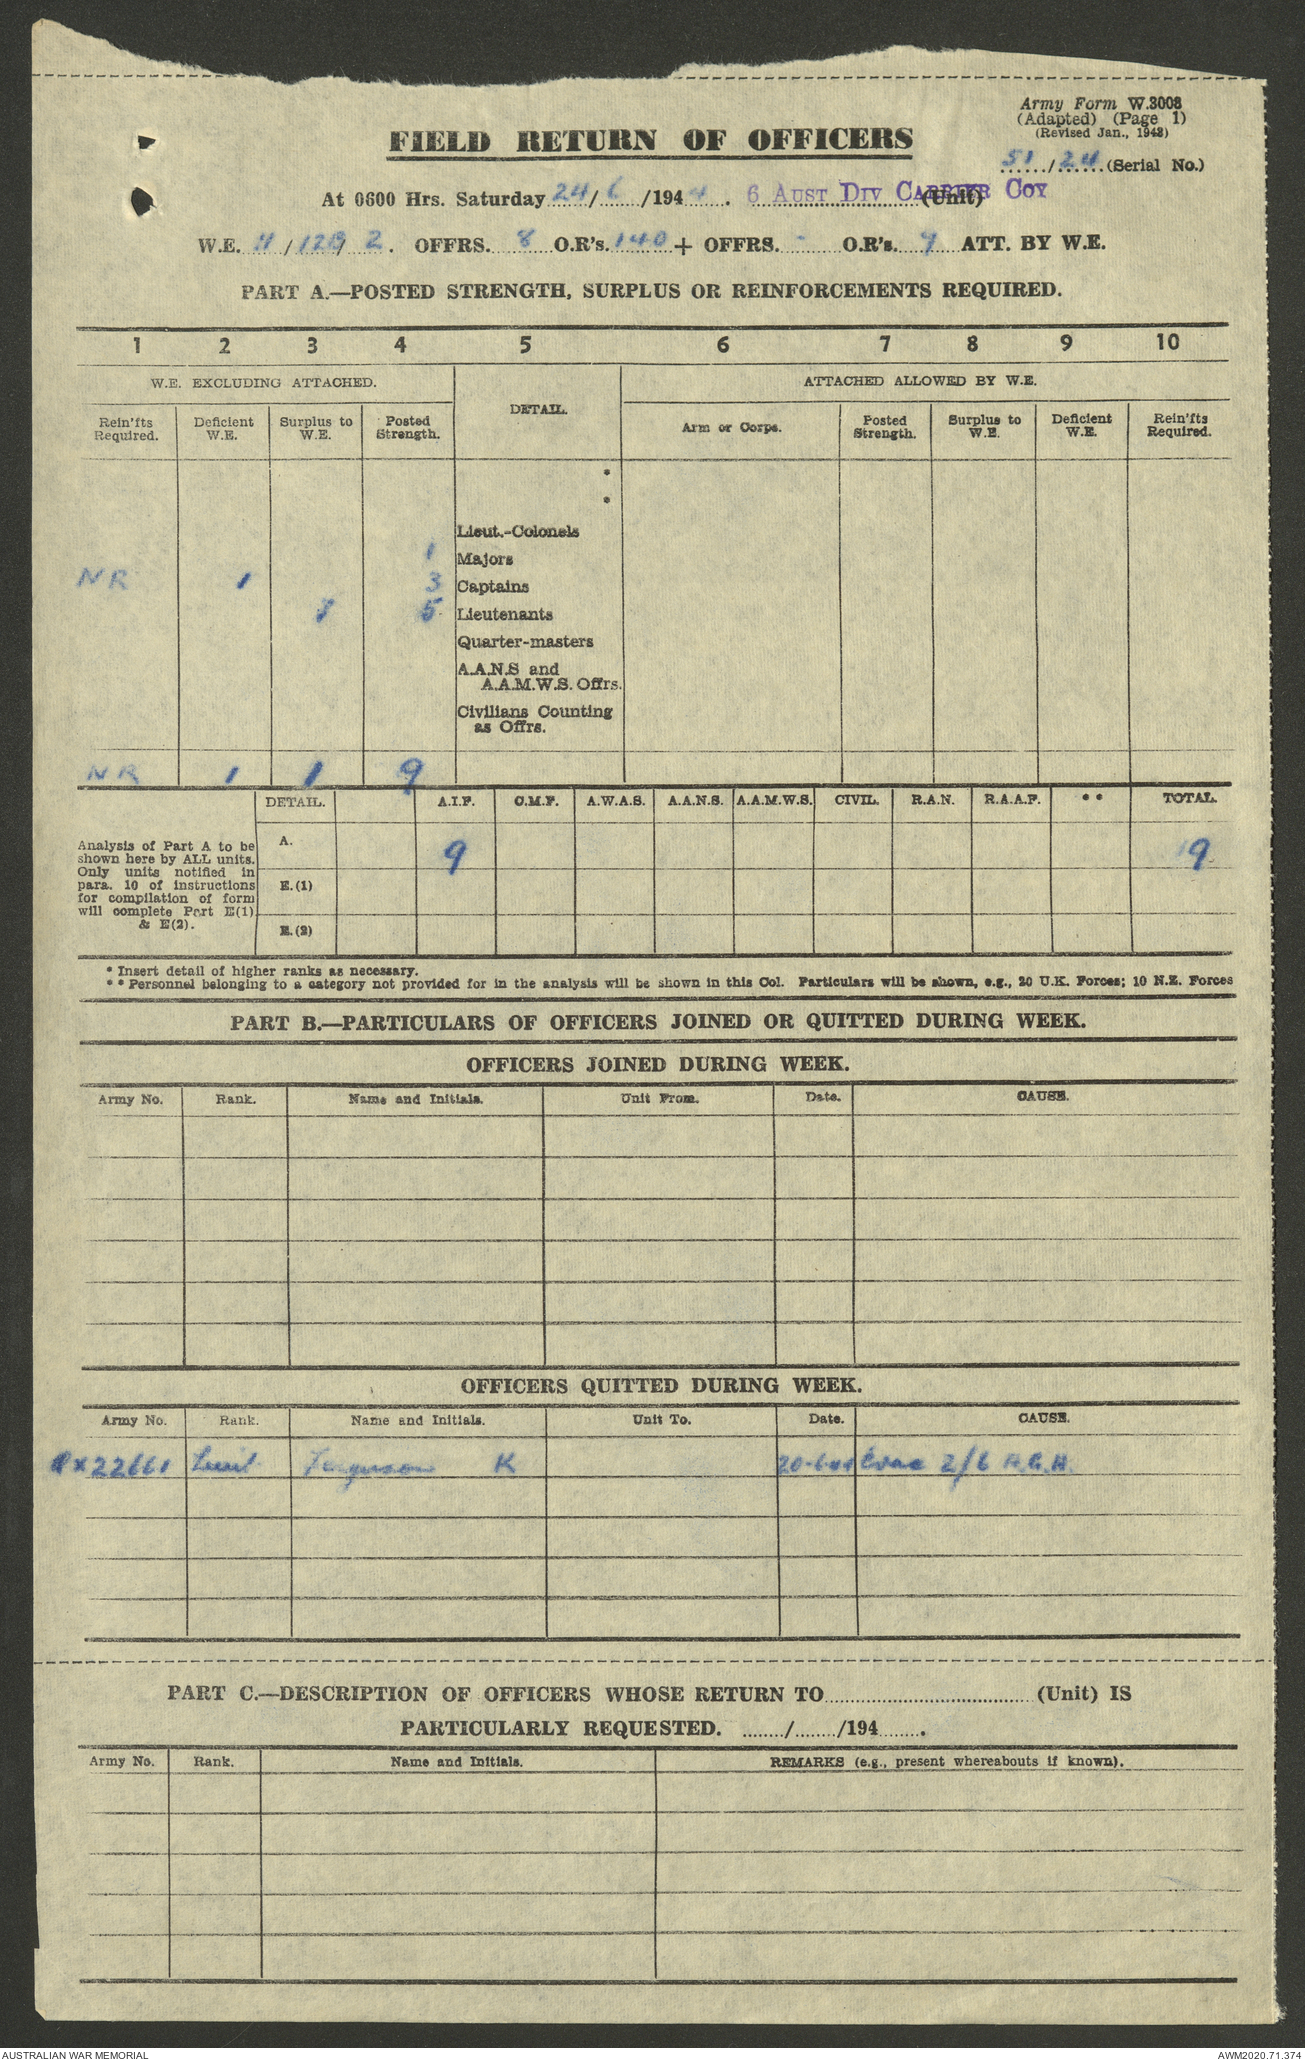 Army Form W.3008
(Adapted) (Page 1)
(Revised Jan., 1943)
FIELD RETURN OF OFFICERS
51/24 (Serial No.)
At 0600 Hrs. Saturday 24/6/1944. 6 AUST DIV CARRIER COY (Unit)
W.E. 11/128/2. OFFRS. 8 O.R's. 140 + OFFRS. - O.R's. 9 ATT. BY W.E.
PART A.—POSTED STRENGTH, SURPLUS OR REINFORCEMENTS REQUIRED.
1 2 3 4 5 6 7 8 9 10
W.E. EXCLUDING ATTACHED. DETAIL. ATTACHED ALLOWED BY W.E.
Rein'fts Required. Deficient W.E. Surplus to W.E. Posted Strength. Arm or Corps. Posted Strength. Surplus to W.E. Deficient W.E. Rein'fts Required.
*
*
Lieut.-Colonels
1 Majors
NR 1 3 Captains
1 5 Lieutenants
Quarter-masters
A.A.N.S and
A.A.M.W.S. Offrs.
Civilians Counting
as Offrs.
NR 1 1 9
DETAIL. A.I.F. C.M.F. A.W.A.S. A.A.N.S. A.A.M.W.S. CIVIL. R.A.N. R.A.A.F. * * TOTAL.
Analysis of Part A to be
shown here by ALL units.
Only units notified in
para. 10 of instructions
for compilation of form
will complete Part E(1)
& E(2).
A. 9 9
E.(1)
E.(2)
* Insert detail of higher ranks as necessary.
* * Personnel belonging to a category not provided for in the analysis will be shown in this Col. Particulars will be shown, e.g., 20 U.K. Forces; 10 N.Z. Forces
PART B.—PARTICULARS OF OFFICERS JOINED OR QUITTED DURING WEEK.
OFFICERS JOINED DURING WEEK.
Army No. Rank. Name and Initials. Unit From. Date. CAUSE.
OFFICERS QUITTED DURING WEEK.
Army No. Rank. Name and Initials. Unit To. Date. CAUSE.
X22661 Lieut Ferguson K 20-6-44 Evac 2/6 A.G.H.
PART C.—DESCRIPTION OF OFFICERS WHOSE RETURN TO (Unit) IS
PARTICULARLY REQUESTED. / /194 .
Army No. Rank. Name and Initials. REMARKS (e.g., present whereabouts if known).
AUSTRALIAN WAR MEMORIAL AWM2020.71.374